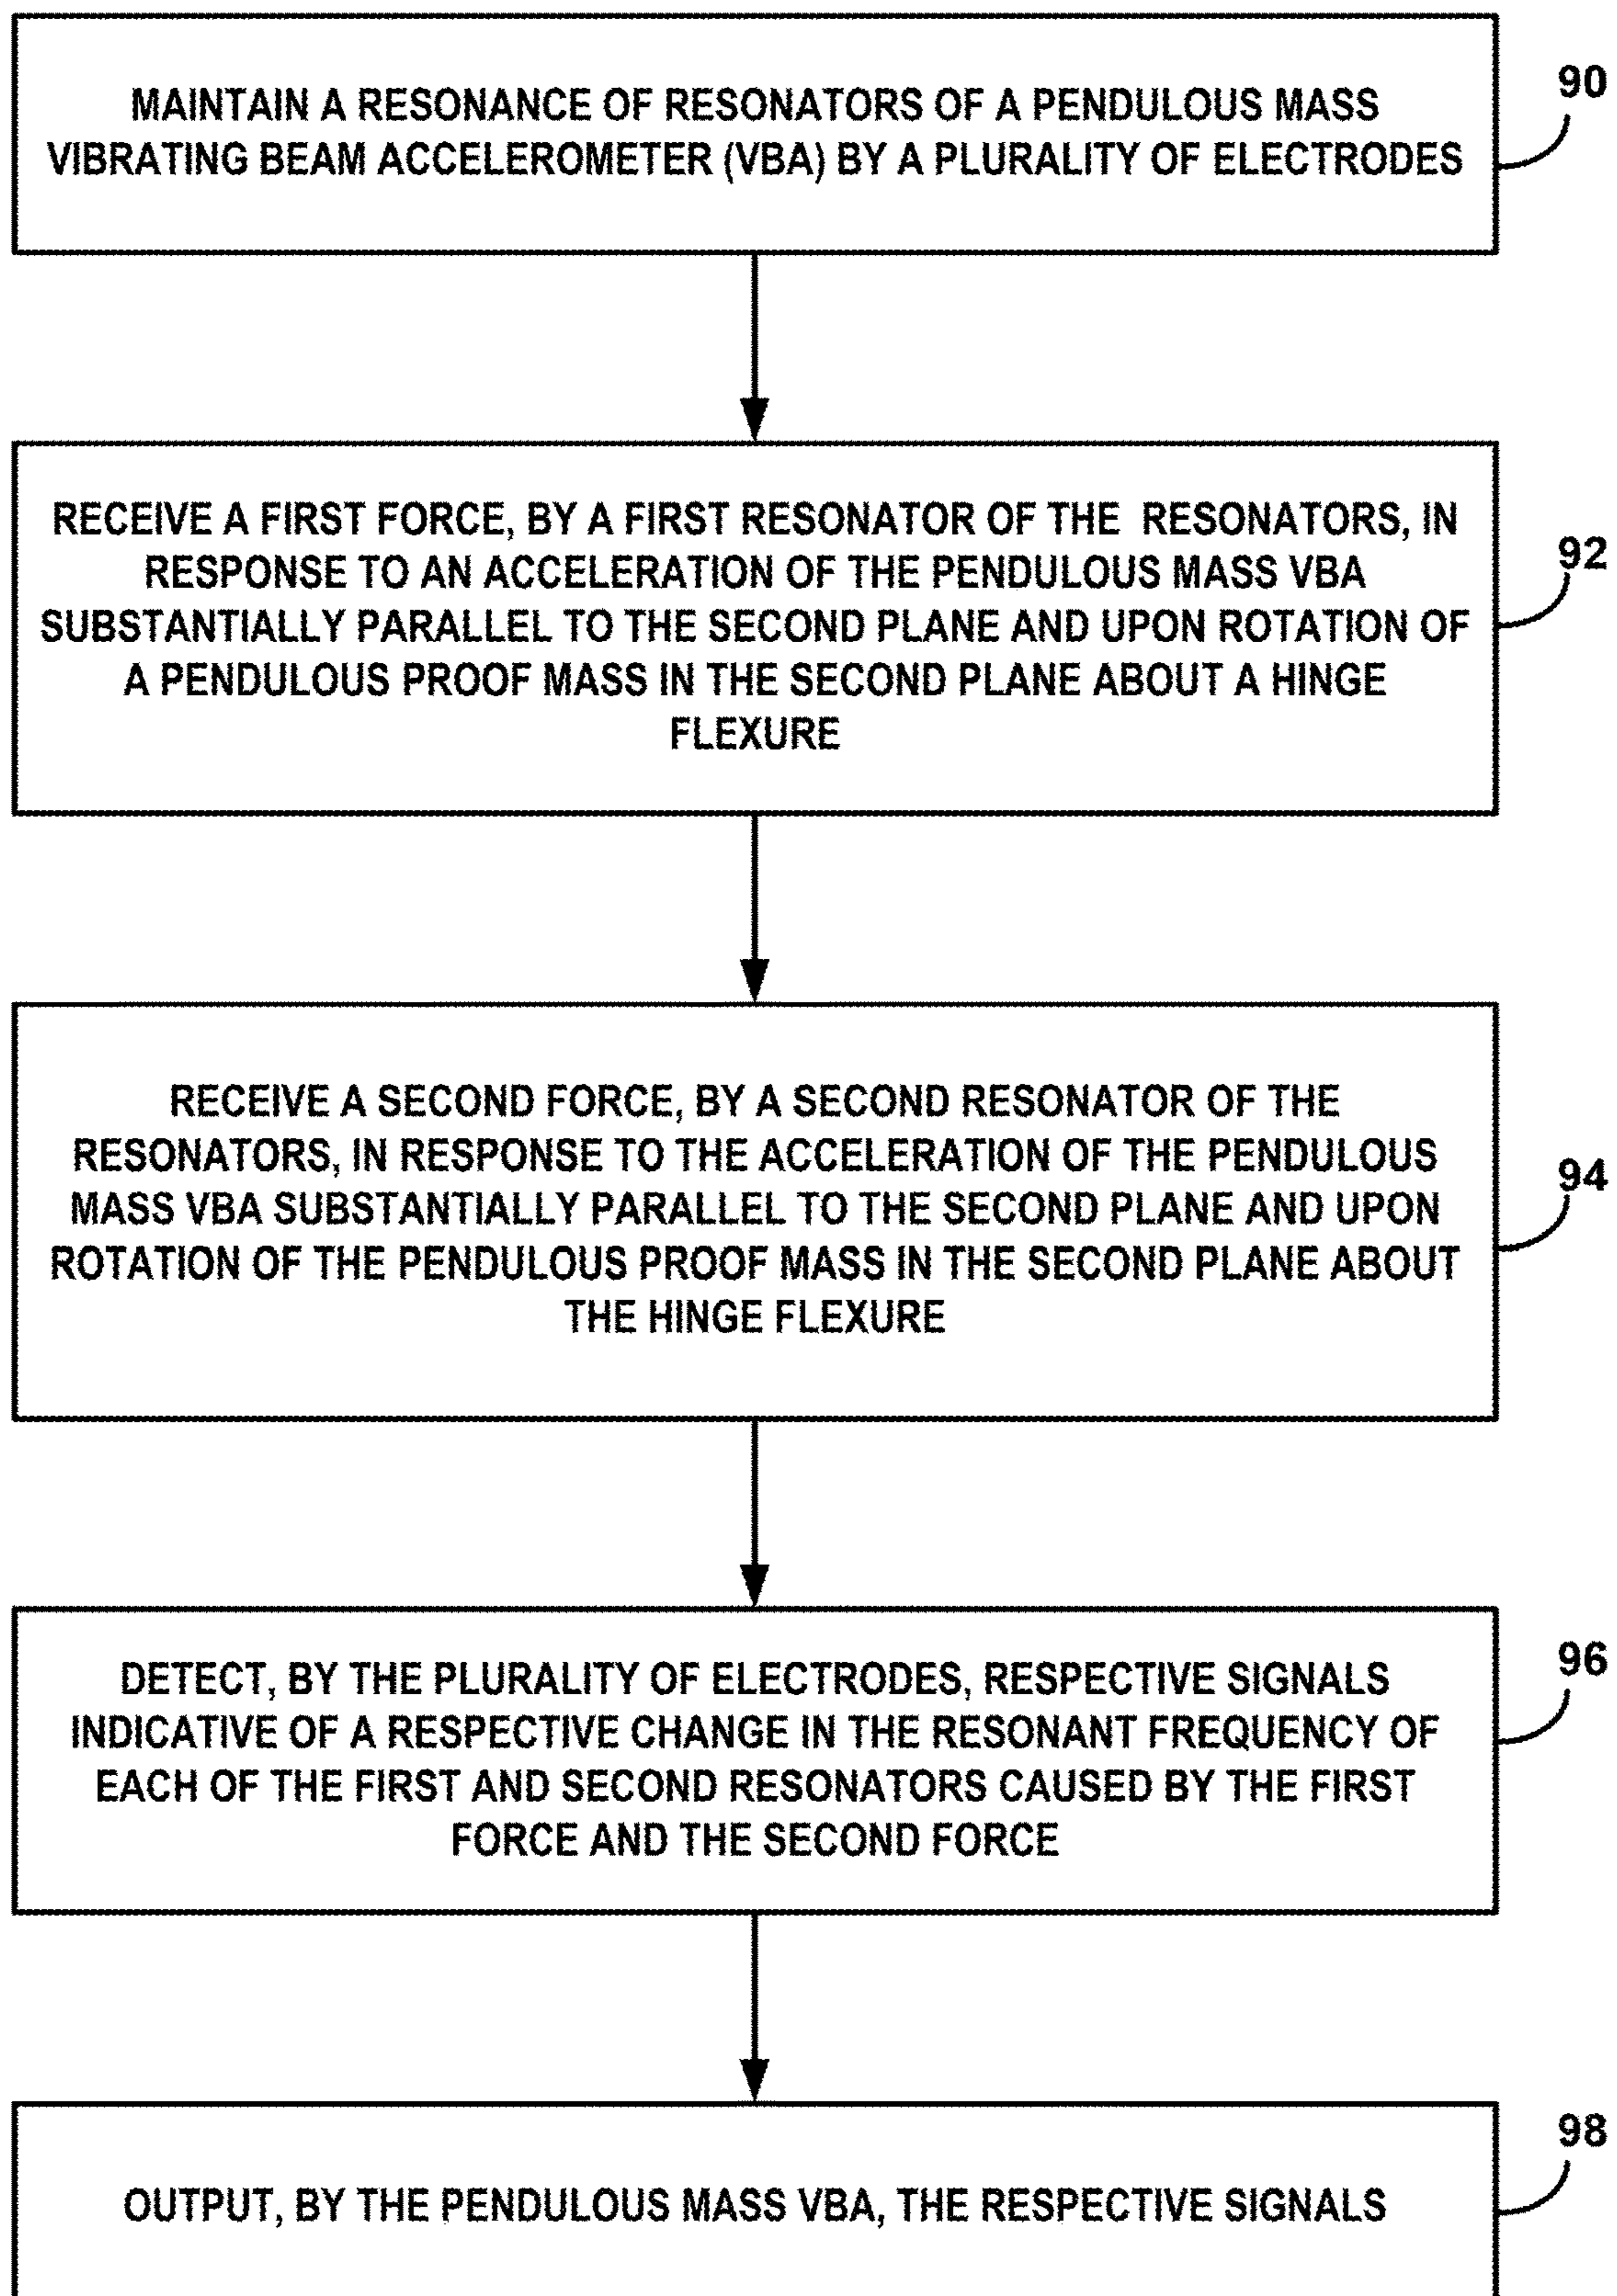 MAINTAIN A RESONANCE OF RESONATORS OF A PENDULOUS MASS
VIBRATING BEAM ACCELEROMETER (VBA) BY A PLURALITY OF ELECTRODES
90
RECEIVE A FIRST FORCE, BY A FIRST RESONATOR OF THE RESONATORS, IN
RESPONSE TO AN ACCELERATION OF THE PENDULOUS MASS VBA
SUBSTANTIALLY PARALLEL TO THE SECOND PLANE AND UPON ROTATION OF
A PENDULOUS PROOF MASS IN THE SECOND PLANE ABOUT A HINGE
FLEXURE
92
RECEIVE A SECOND FORCE, BY A SECOND RESONATOR OF THE
RESONATORS, IN RESPONSE TO THE ACCELERATION OF THE PENDULOUS
MASS VBA SUBSTANTIALLY PARALLEL TO THE SECOND PLANE AND UPON
ROTATION OF THE PENDULOUS PROOF MASS IN THE SECOND PLANE ABOUT
THE HINGE FLEXURE
94
DETECT, BY THE PLURALITY OF ELECTRODES, RESPECTIVE SIGNALS
INDICATIVE OF A RESPECTIVE CHANGE IN THE RESONANT FREQUENCY OF
EACH OF THE FIRST AND SECOND RESONATORS CAUSED BY THE FIRST
FORCE AND THE SECOND FORCE
96
OUTPUT, BY THE PENDULOUS MASS VBA, THE RESPECTIVE SIGNALS
98